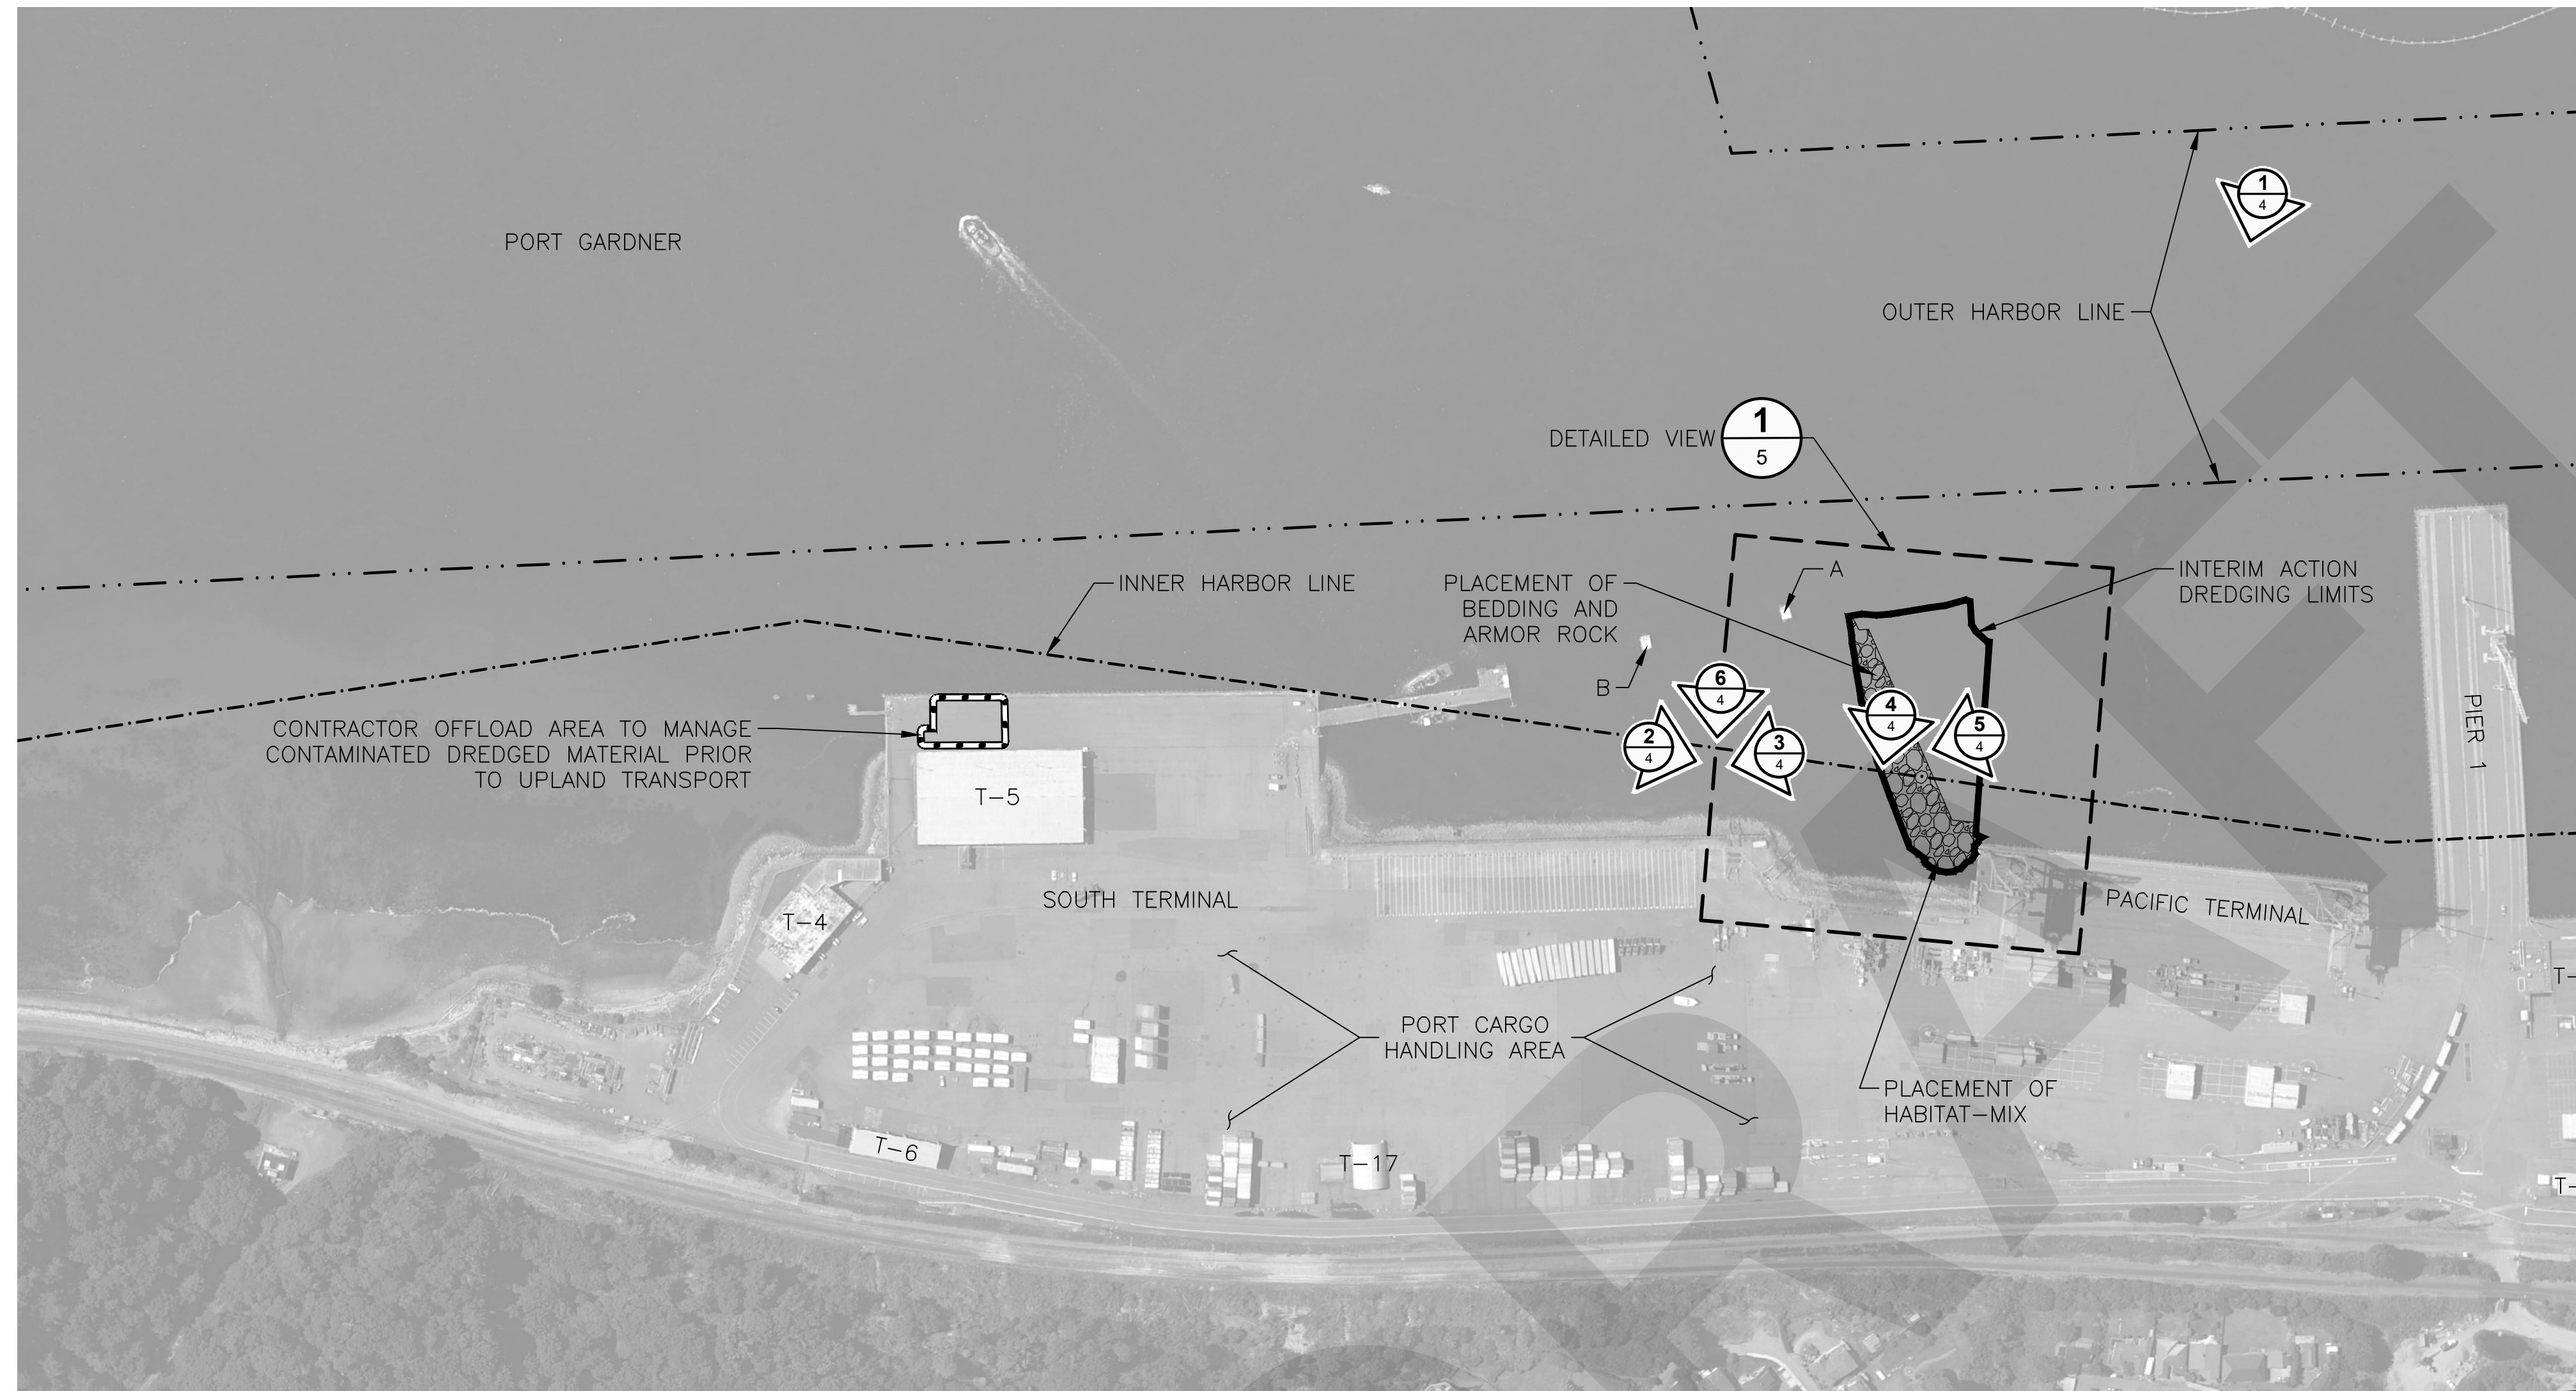 PORT GARDNER
1
4
OUTER HARBOR LINE
DETAILED VIEW
1
5
INNER HARBOR LINE
PLACEMENT OF
BEDDING AND
ARMOR ROCK
A
B
INTERIM ACTION
DREDGING LIMITS
CONTRACTOR OFFLOAD AREA TO MANAGE
CONTAMINATED DREDGED MATERIAL PRIOR
TO UPLAND TRANSPORT
6
4
2
4
3
4
4
4
5
4
PIER 1
T-5
T-4
SOUTH TERMINAL
PACIFIC TERMINAL
T-
PORT CARGO
HANDLING AREA
PLACEMENT OF
HABITAT-MIX
T-6
T-17
T-
DRAFT